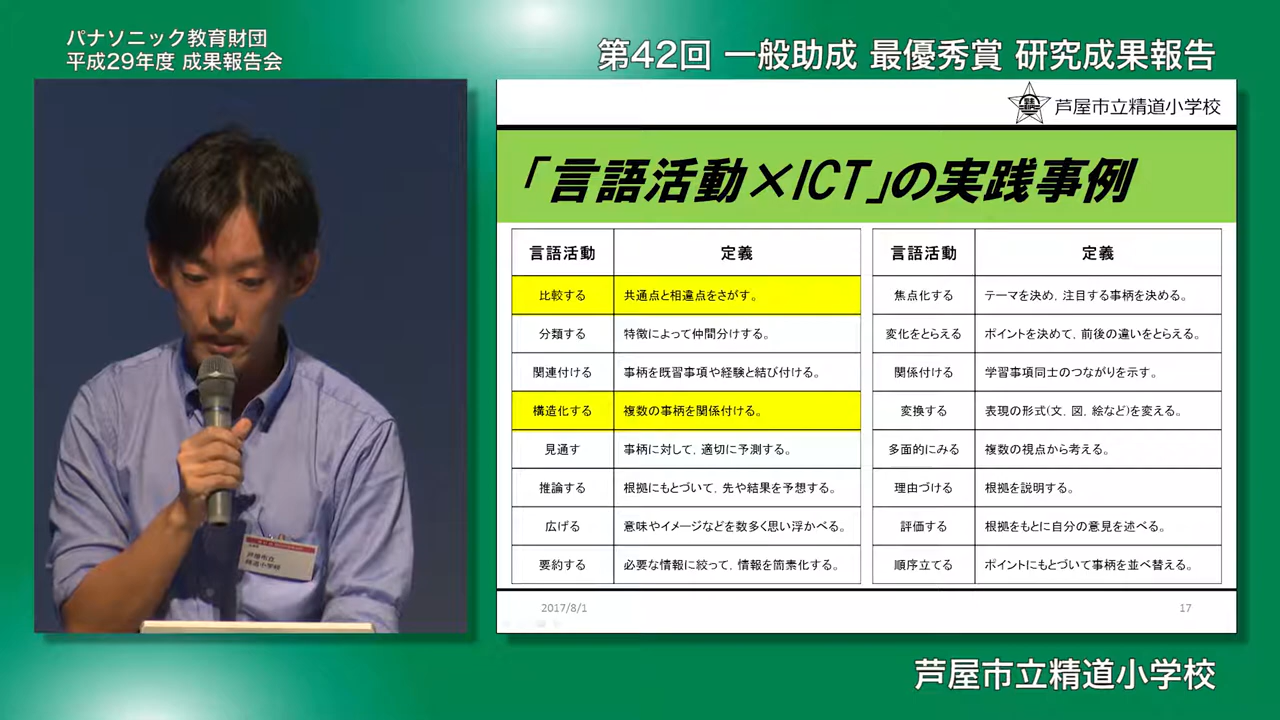 パナソニック教育財団
平成29年度 成果報告会
第42回 一般助成 最優秀賞 研究成果報告
芦屋市立精道小学校
「言語活動×ICT」の実践事例
言語活動 定義
比較する 共通点と相違点をさがす。
分類する 特徴によって仲間分けする。
関連付ける 事柄を既習事項や経験と結び付ける。
構造化する 複数の事柄を関係付ける。
見通す 事柄に対して,適切に予測する。
推論する 根拠にもとづいて,先や結果を予想する。
広げる 意味やイメージなどを数多く思い浮かべる。
要約する 必要な情報に絞って,情報を簡素化する。
言語活動 定義
焦点化する テーマを決め,注目する事柄を決める。
変化をとらえる ポイントを決めて,前後の違いをとらえる。
関係付ける 学習事項同士のつながりを示す。
変換する 表現の形式(文,図,絵など)を変える。
多面的にみる 複数の視点から考える。
理由づける 根拠を説明する。
評価する 根拠をもとに自分の意見を述べる。
順序立てる ポイントにもとづいて事柄を並べ替える。
2017/8/1
17
芦屋市立
精道小学校
芦屋市立精道小学校